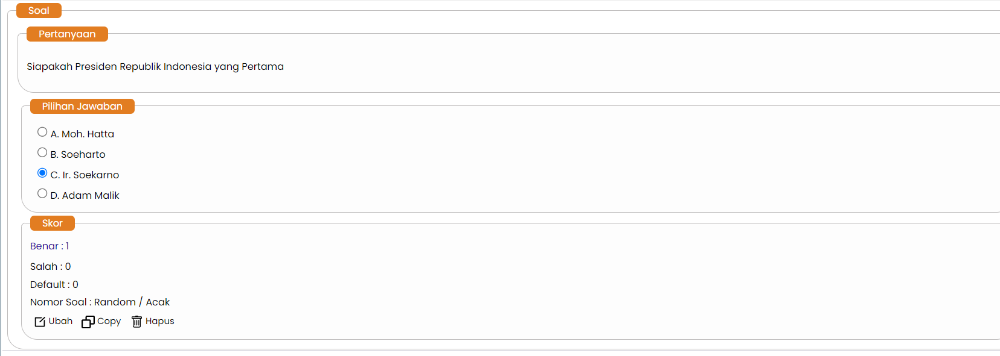 Soal
Pertanyaan
Siapakah Presiden Republik Indonesia yang Pertama
Pilihan Jawaban
A. Moh. Hatta
B. Soeharto
C. Ir. Soekarno
D. Adam Malik
Skor
Benar : 1
Salah : 0
Default : 0
Nomor Soal : Random / Acak
Ubah Copy Hapus